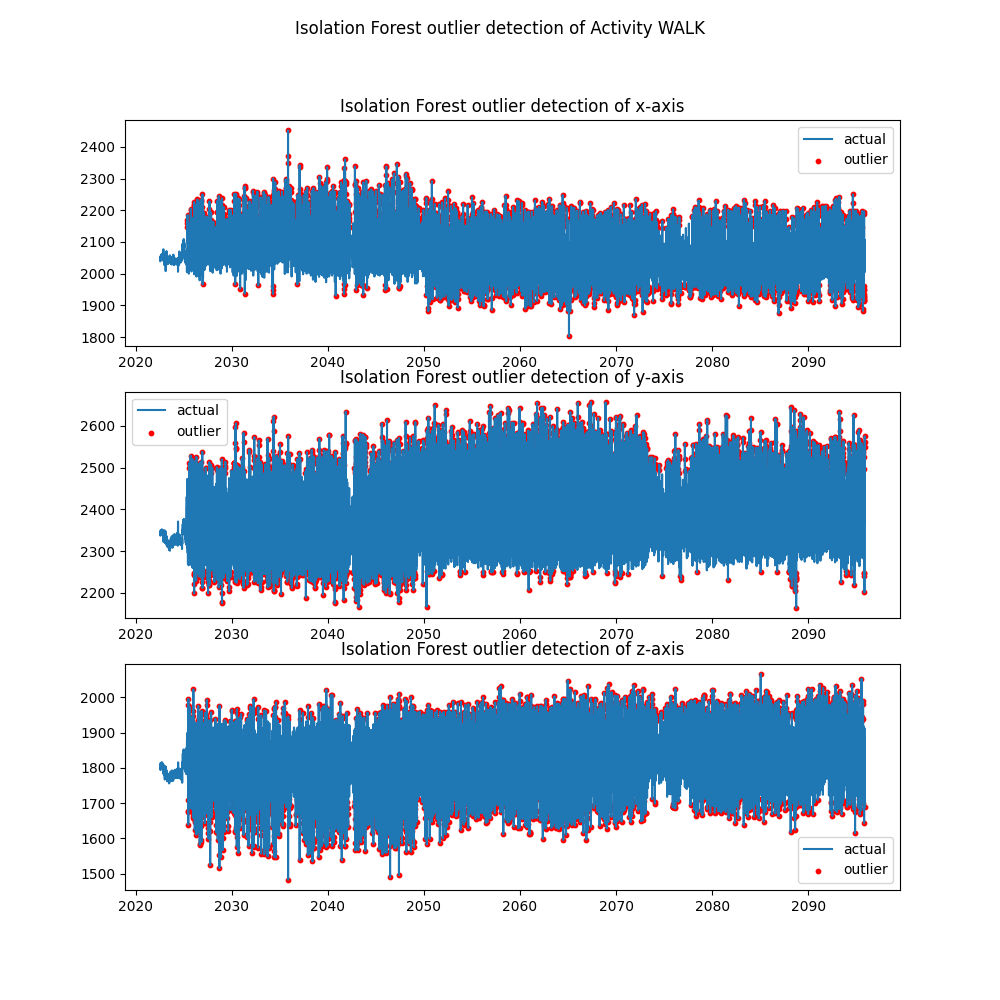 Isolation Forest outlier detection of Activity WALK
Isolation Forest outlier detection of x-axis
2400
2300
2200
2100
2000
1900
1800
actual
outlier
2020 2030 2040 2050 2060 2070 2080 2090
Isolation Forest outlier detection of y-axis
2600
2500
2400
2300
2200
actual
outlier
2020 2030 2040 2050 2060 2070 2080 2090
Isolation Forest outlier detection of z-axis
2000
1900
1800
1700
1600
1500
actual
outlier
2020 2030 2040 2050 2060 2070 2080 2090